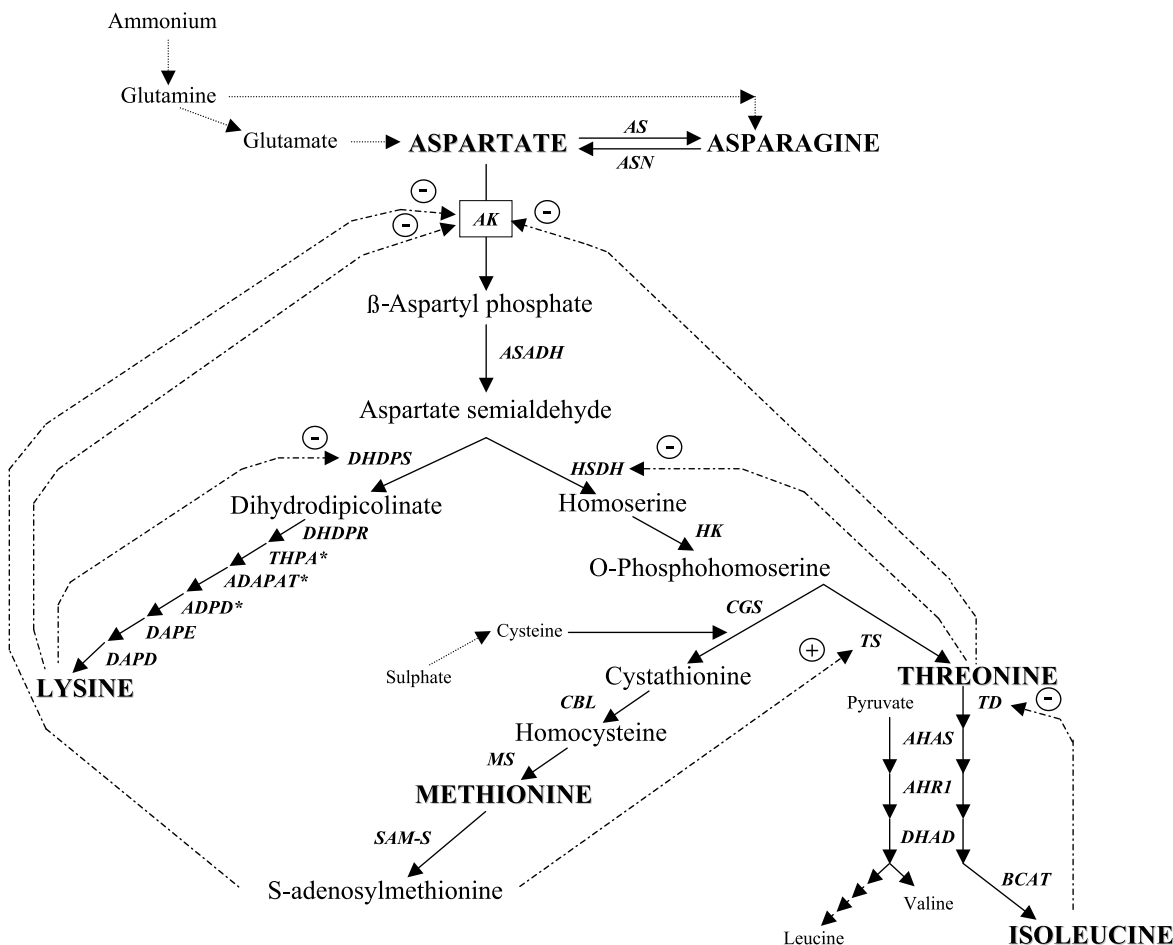 Ammonium
Glutamine
Glutamate
ASPARTATE
AS
ASN
ASPARAGINE
-
-
-
AK
ß-Aspartyl phosphate
ASADH
Aspartate semialdehyde
-
-
DHDPS
HSDH
Dihydrodipicolinate
Homoserine
DHDPR
HK
THPA*
O-Phosphohomoserine
ADAPAT*
ADPD*
CGS
DAPE
Cysteine
+
TS
DAPD
Sulphate
Cystathionine
THREONINE
LYSINE
CBL
Pyruvate
TD
-
Homocysteine
AHAS
MS
METHIONINE
AHR1
SAM-S
DHAD
S-adenosylmethionine
BCAT
Valine
Leucine
ISOLEUCINE